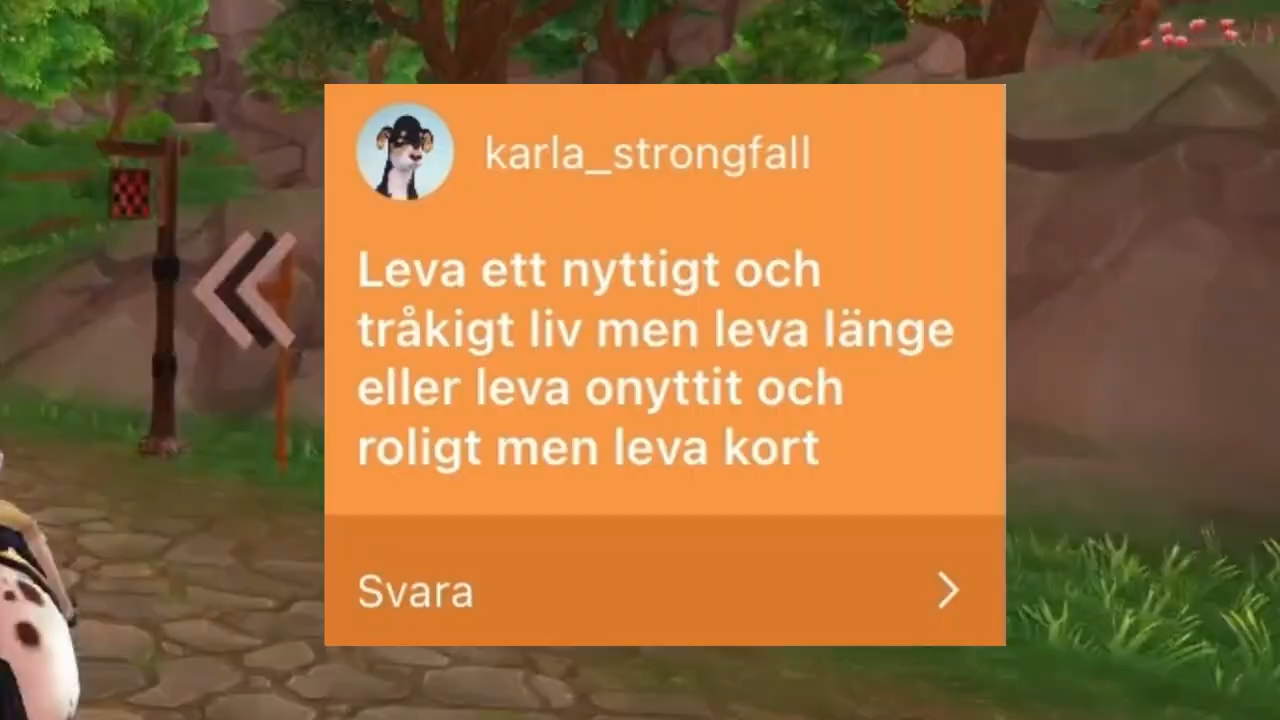 karla_strongfall
Leva ett nyttigt och
tråkigt liv men leva länge
eller leva onyttit och
roligt men leva kort
Svara